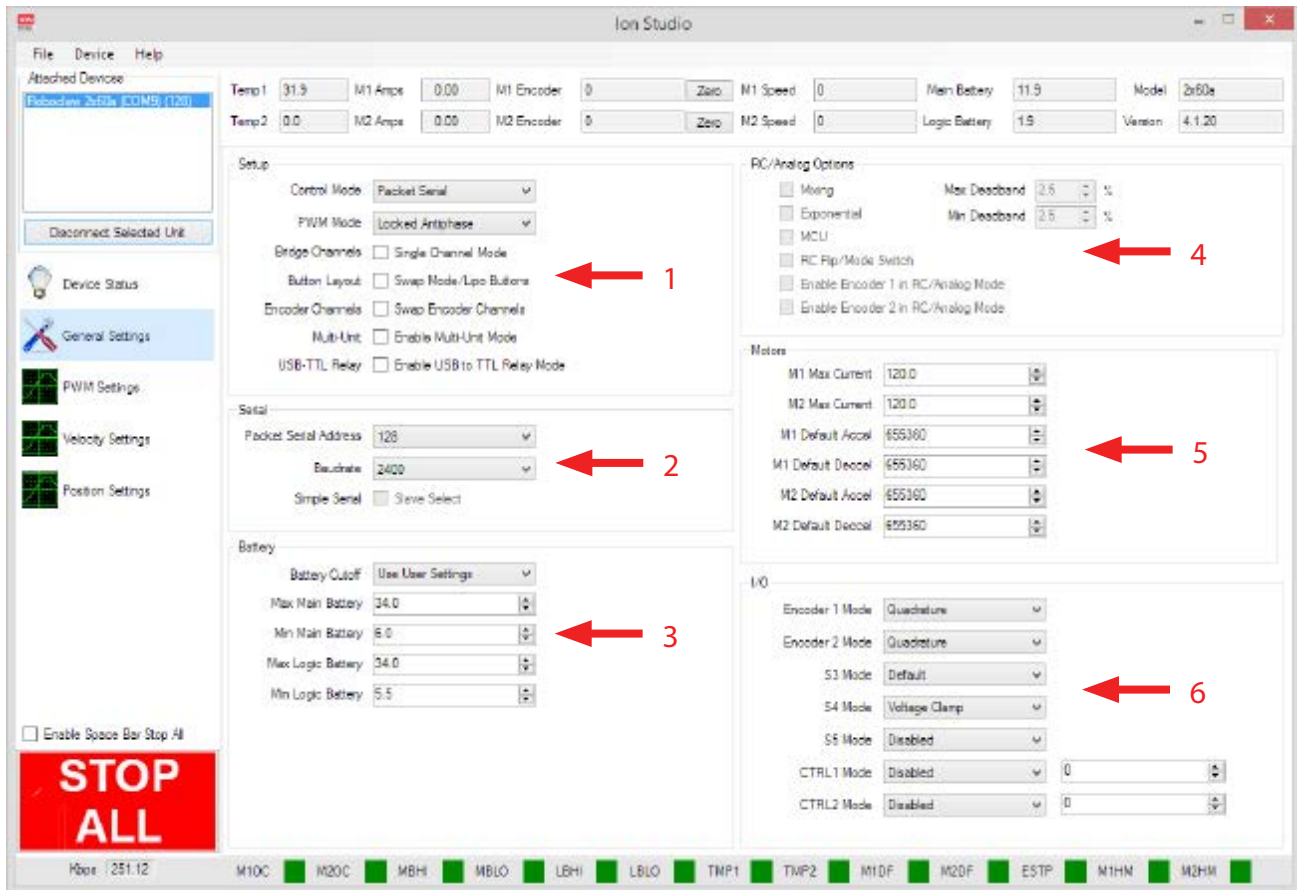 Ion Studio
File Device Help
Attached Devices
Roboclaw 2x60a (COM9) (128)
Disconnect Selected Unit
Device Status
General Settings
PWM Settings
Velocity Settings
Position Settings
Enable Space Bar Stop All
STOP
ALL
Temp1 31.9 M1 Amps 0.00 M1 Encoder 0 Zero M1 Speed 0 Main Battery 11.9 Model 2x60a
Temp2 0.0 M2 Amps 0.00 M2 Encoder 0 Zero M2 Speed 0 Logic Battery 1.9 Version 4.1.20
Setup
Control Mode Packet Serial
PWM Mode Locked Antiphase
Bridge Channels Single Channel Mode
Button Layout Swap Mode/Lipo Buttons
Encoder Channels Swap Encoder Channels
Multi-Unit Enable Multi-Unit Mode
USB-TTL Relay Enable USB to TTL Relay Mode
1
Serial
Packet Serial Address 128
Baudrate 2400
Simple Serial Slave Select
2
Battery
Battery Cutoff Use User Settings
Max Main Battery 34.0
Min Main Battery 6.0
Max Logic Battery 34.0
Min Logic Battery 5.5
3
RC/Analog Options
Mixing Max Deadband 2.5 %
Exponential Min Deadband 2.5 %
MCU
RC Flip/Mode Switch
Enable Encoder 1 in RC/Analog Mode
Enable Encoder 2 in RC/Analog Mode
4
Motors
M1 Max Current 120.0
M2 Max Current 120.0
M1 Default Accel 655360
M1 Default Deccel 655360
M2 Default Accel 655360
M2 Default Deccel 655360
5
I/O
Encoder 1 Mode Quadrature
Encoder 2 Mode Quadrature
S3 Mode Default
S4 Mode Voltage Clamp
S5 Mode Disabled
CTRL1 Mode Disabled 0
CTRL2 Mode Disabled 0
6
Kbps 251.12 M1OC M2OC MBHI MBLO LBHI LBLO TMP1 TMP2 M1DF M2DF ESTP M1HM M2HM